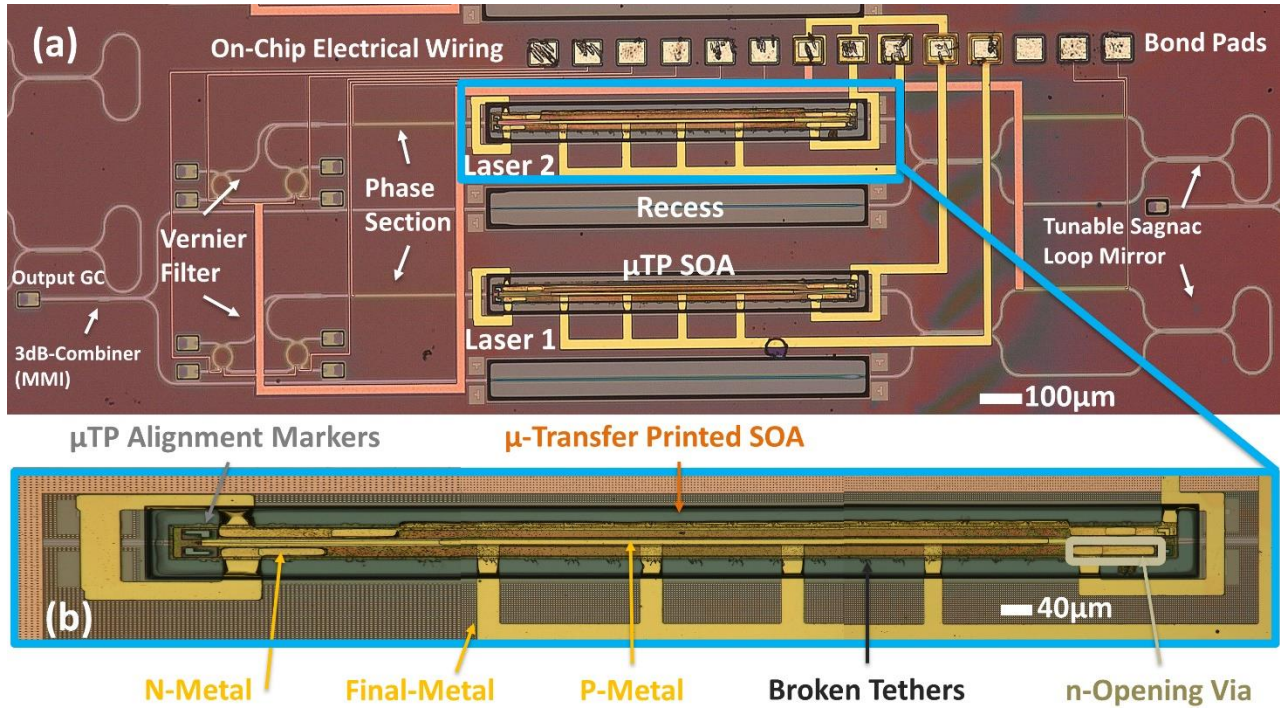 (a)
On-Chip Electrical Wiring
Bond Pads
Laser 2
Phase
Section
Recess
Vernier
Filter
Tunable Sagnac
Loop Mirror
Output GC
µTP SOA
Laser 1
3dB-Combiner
(MMI)
100µm
µTP Alignment Markers
µ-Transfer Printed SOA
40µm
(b)
N-Metal
Final-Metal
P-Metal
Broken Tethers
n-Opening Via